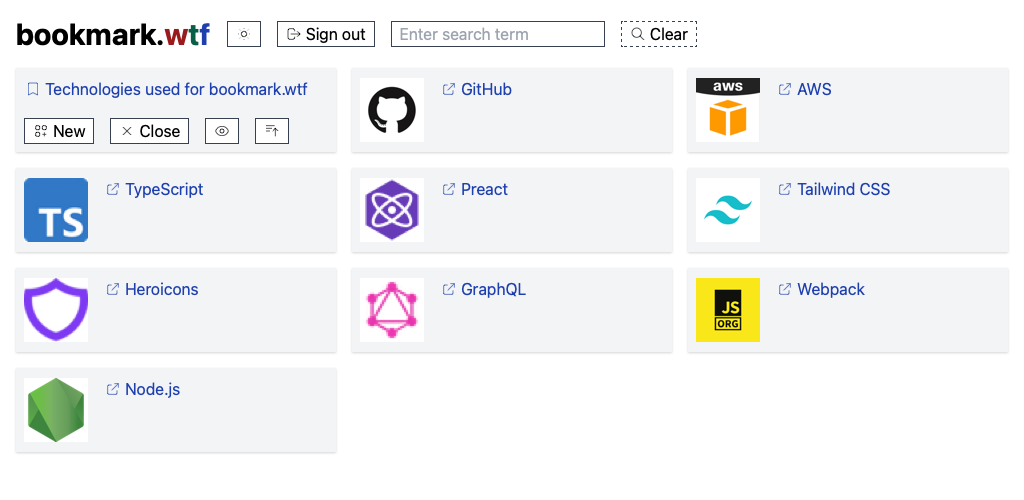 bookmark.wtf
Sign out
Enter search term
Clear
Technologies used for bookmark.wtf
New
Close
GitHub
aws
AWS
TS
TypeScript
Preact
Tailwind CSS
Heroicons
GraphQL
JS
ORG
Webpack
Node.js